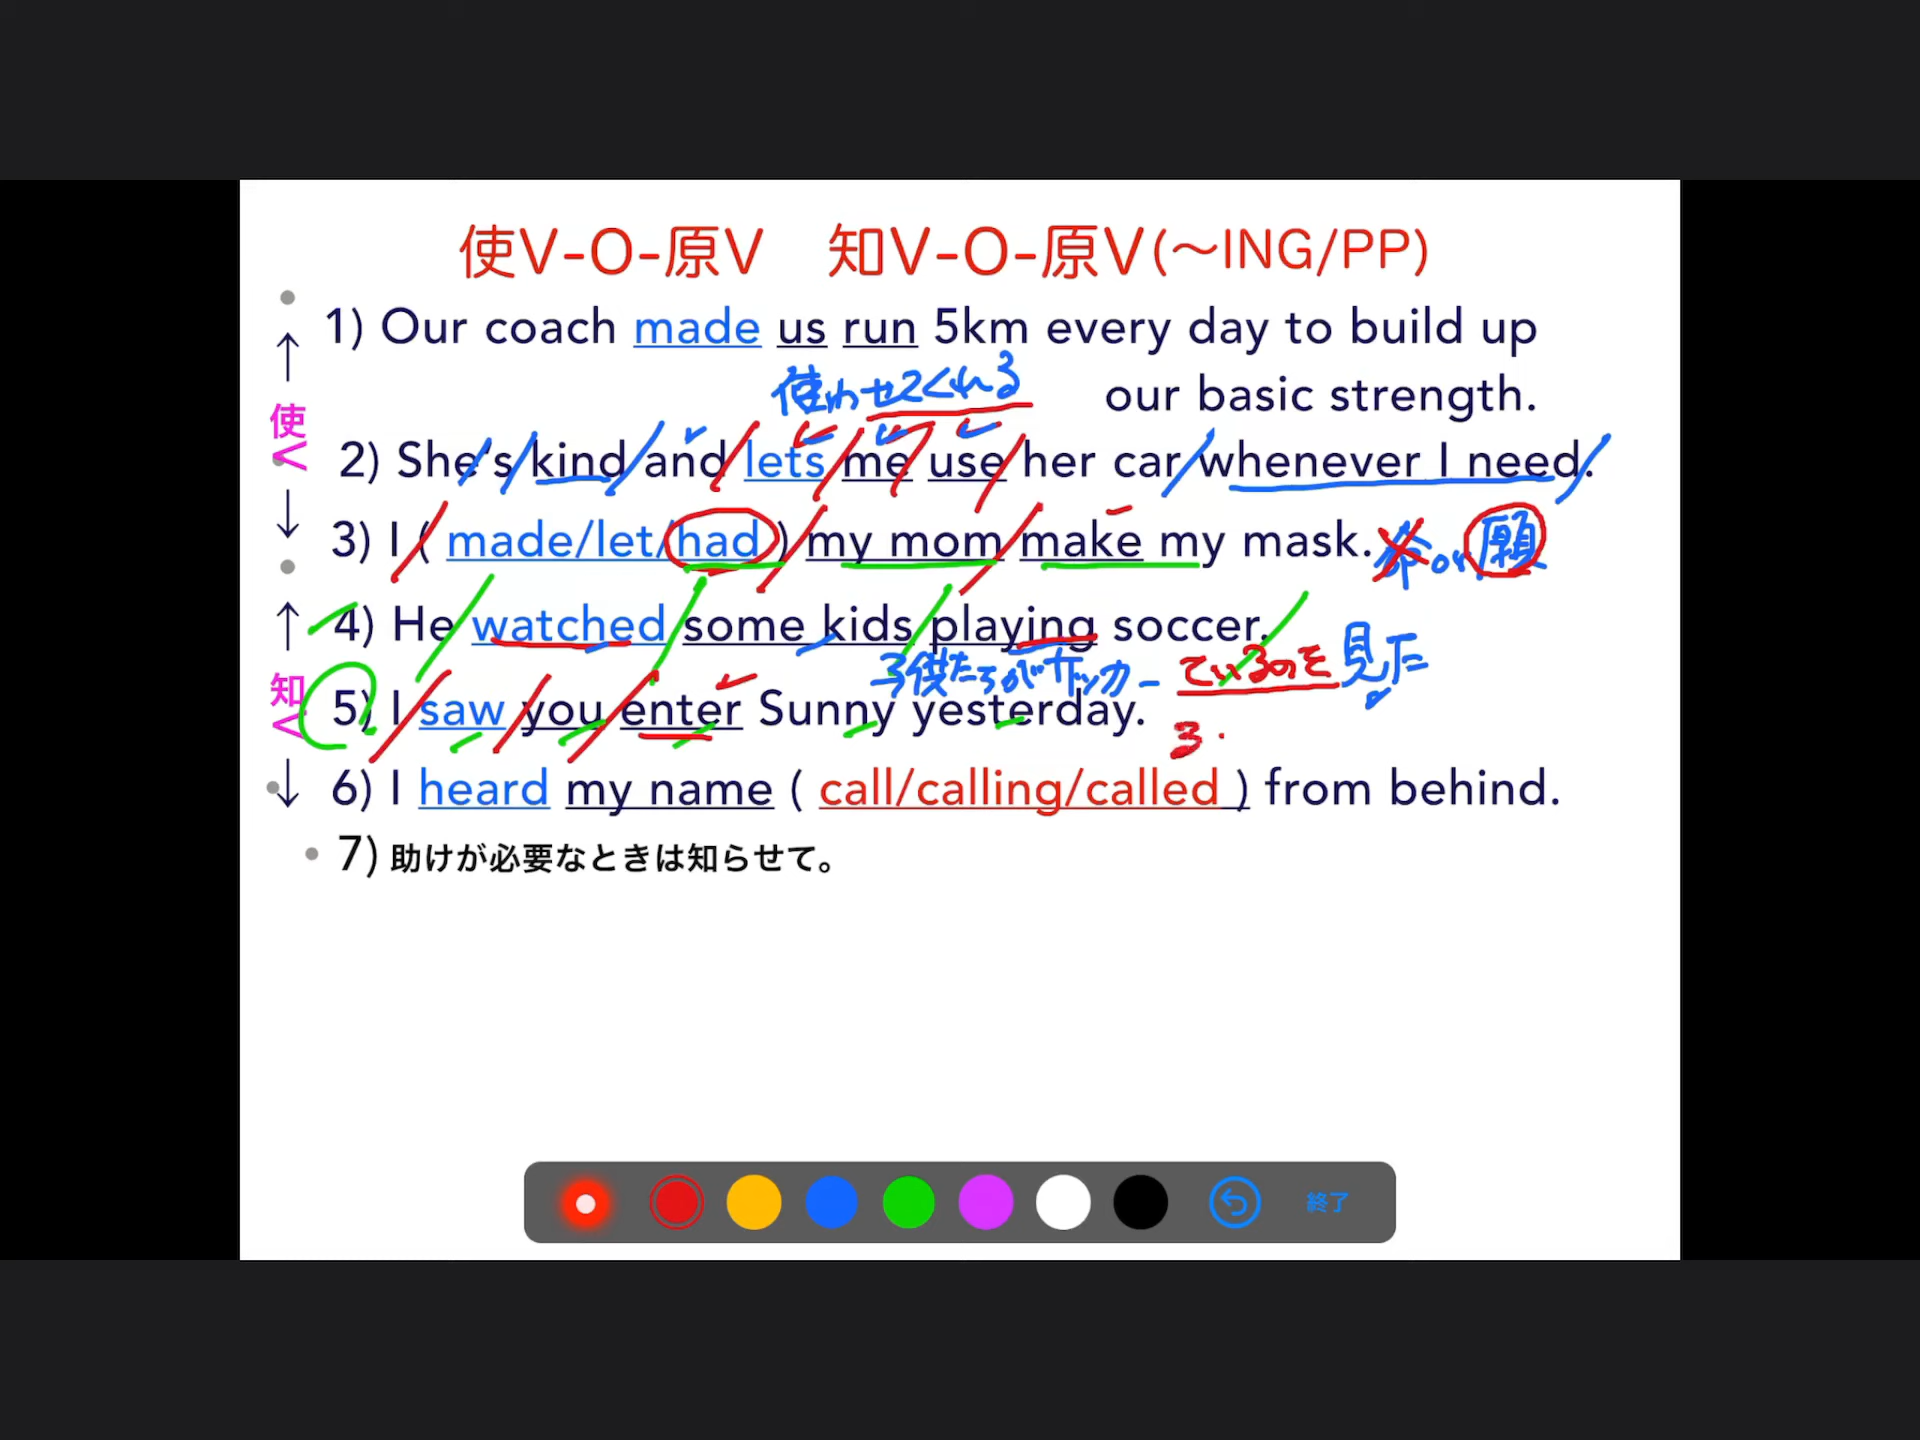 使V-O-原V 知V-O-原V(〜ING/PP)
1) Our coach made us run 5km every day to build up
our basic strength.
使わせてくれる
使
2) She's kind and lets me use her car whenever I need.
3) I ( made/let/had ) my mom make my mask. 命 or 願
4) He watched some kids playing soccer.
子供たちがサッカー ているのを 見た
知
5) I saw you enter Sunny yesterday.
る.
6) I heard my name ( call/calling/called ) from behind.
7) 助けが必要なときは知らせて。
終了